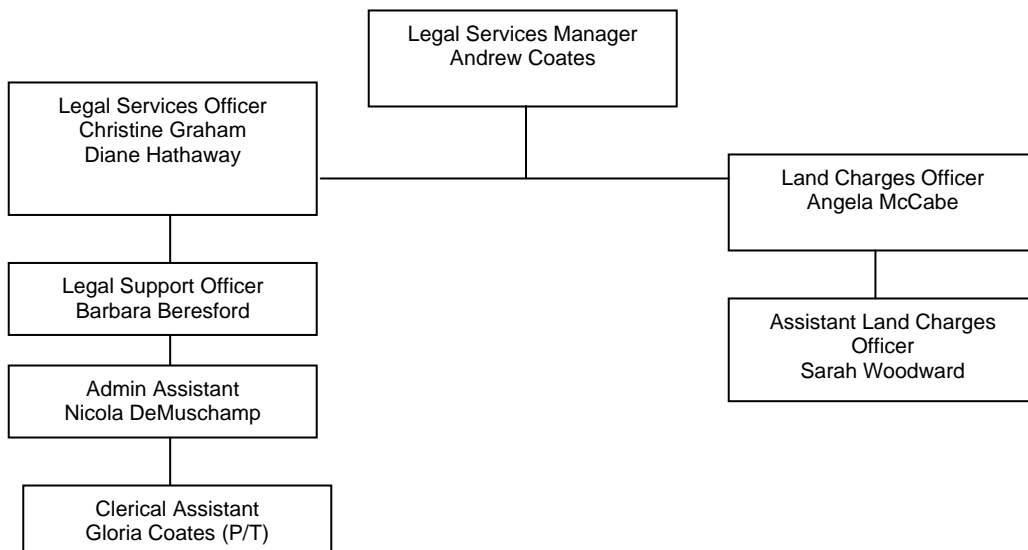 Legal Services Manager
Andrew Coates
Legal Services Officer
Christine Graham
Diane Hathaway
Land Charges Officer
Angela McCabe
Legal Support Officer
Barbara Beresford
Assistant Land Charges
Officer
Sarah Woodward
Admin Assistant
Nicola DeMuschamp
Clerical Assistant
Gloria Coates (P/T)